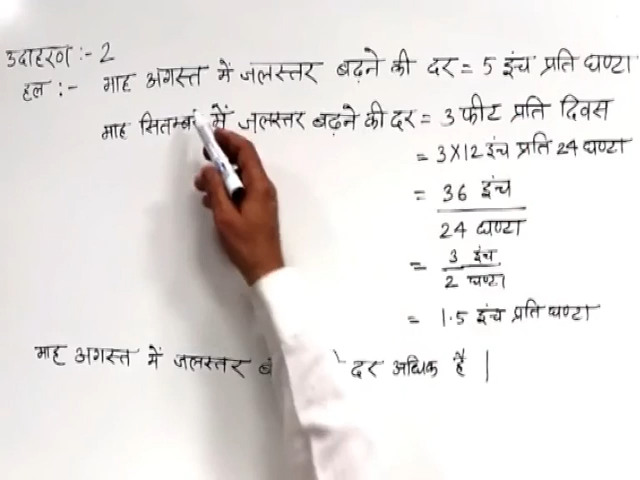 उदाहरण :- 2
हल :- माह अगस्त में जलस्तर बढ़ने की दर = 5 इंच प्रति घण्टा
माह सितम्बर में जलस्तर बढ़ने की दर = 3 फीट प्रति दिवस
= 3 X 12 इंच प्रति 24 घण्टा
= 36 इंच
24 घण्टा
= 3 इंच
2 घण्टा
= 1.5 इंच प्रति घण्टा
माह अगस्त में जलस्तर दर अधिक है |